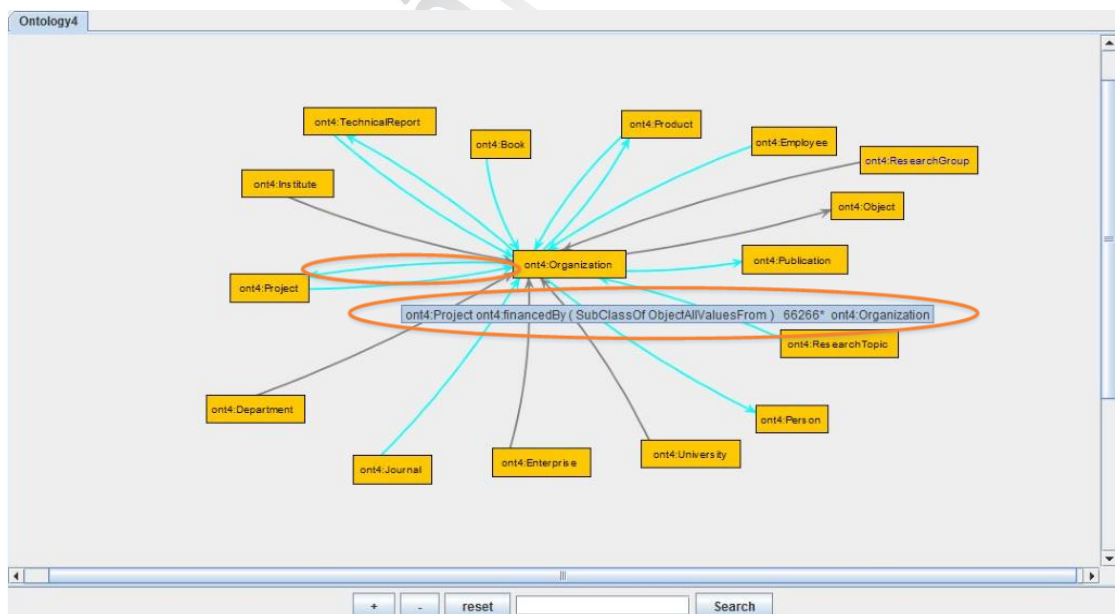 Ontology4
ont4:TechnicalReport
ont4:Book
ont4:Product
ont4:Employee
ont4:ResearchGroup
ont4:Institute
ont4:Object
ont4:Organization
ont4:Publication
ont4:Project
ont4:Project ont4:financedBy ( SubClassOf ObjectAllValuesFrom ) 66266* ont4:Organization
ont4:ResearchTopic
ont4:Department
ont4:Person
ont4:Journal
ont4:Enterprise
ont4:University
+ - reset Search